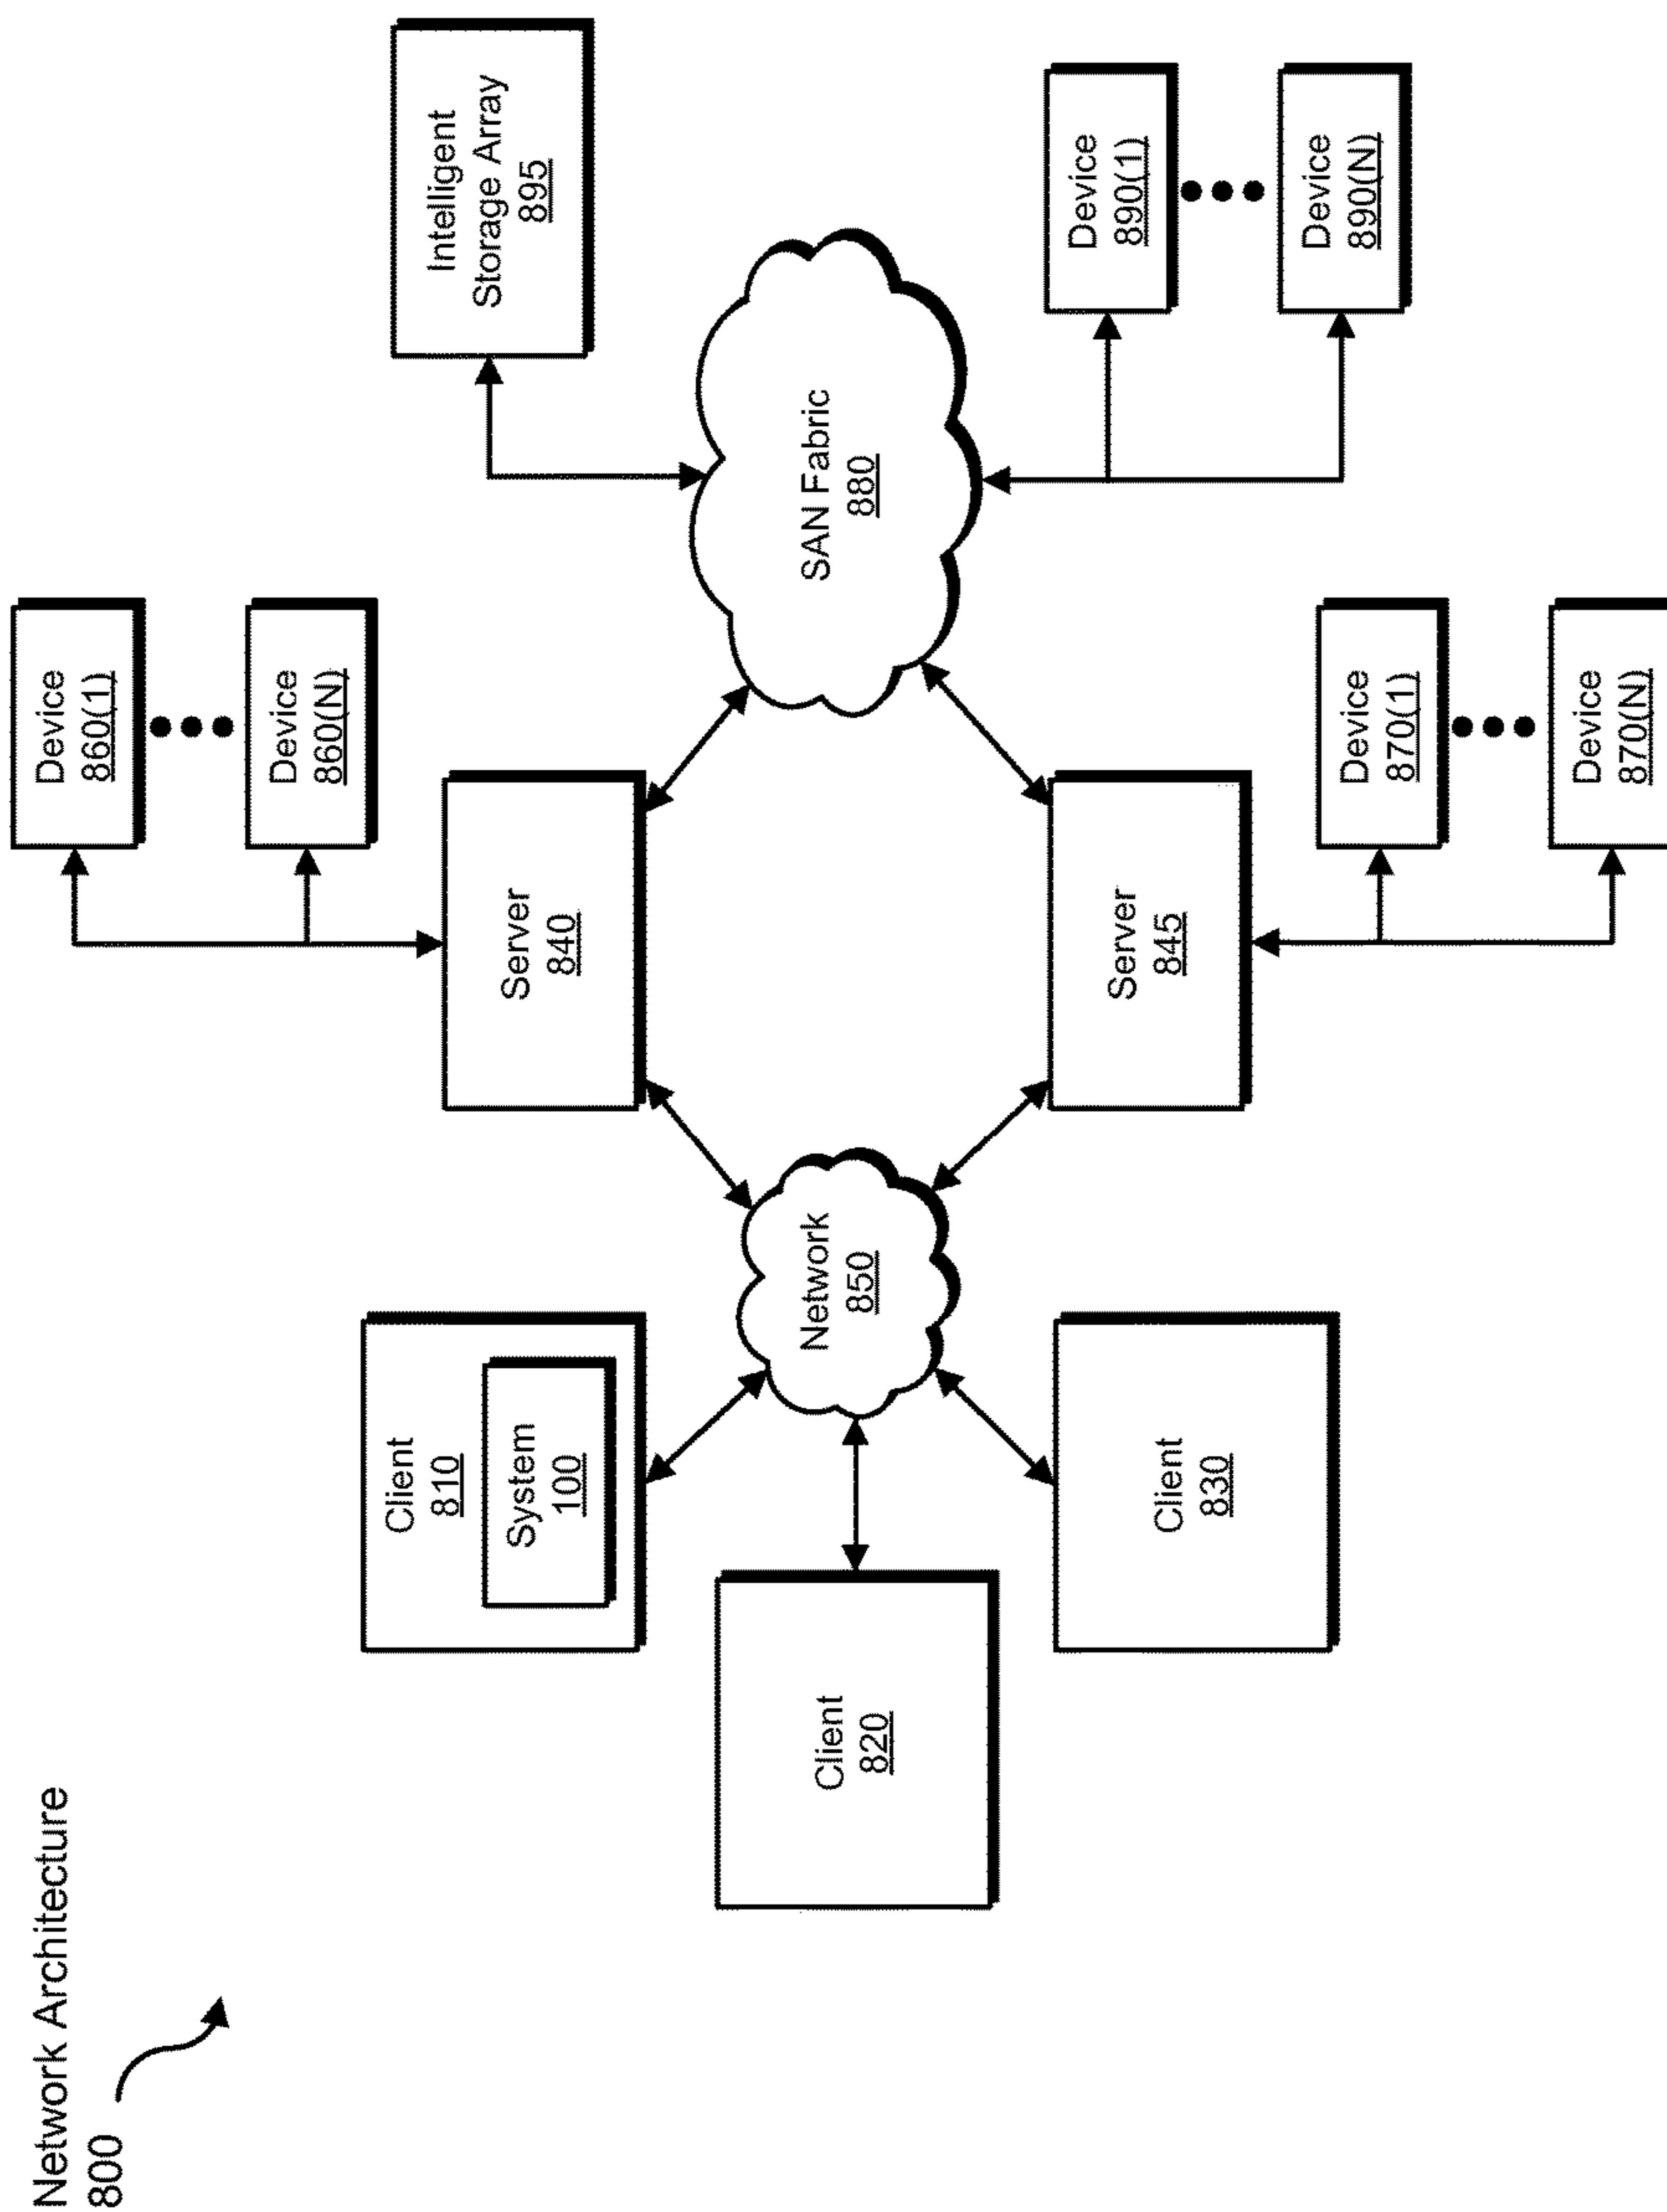 Network Architecture
800
Client
810
System
100
Client
820
Client
830
Network
850
Device
860(1)
Device
860(N)
Server
840
Server
845
Device
870(1)
Device
870(N)
SAN Fabric
880
Intelligent
Storage Array
895
Device
890(1)
Device
890(N)